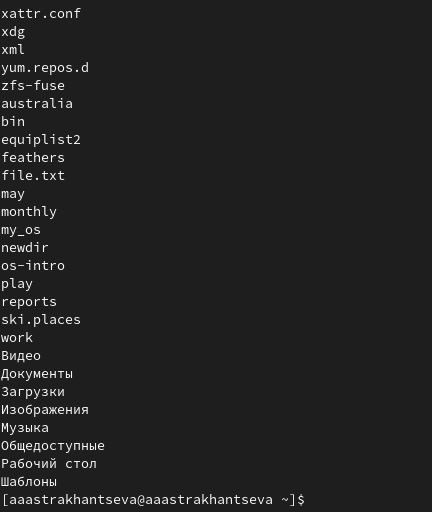 xattr.conf
xdg
xml
yum.repos.d
zfs-fuse
australia
bin
equiplist2
feathers
file.txt
may
monthly
my_os
newdir
os-intro
play
reports
ski.places
work
Видео
Документы
Загрузки
Изображения
Музыка
Общедоступные
Рабочий стол
Шаблоны
[aaastrakhantseva@aaastrakhantseva ~]$